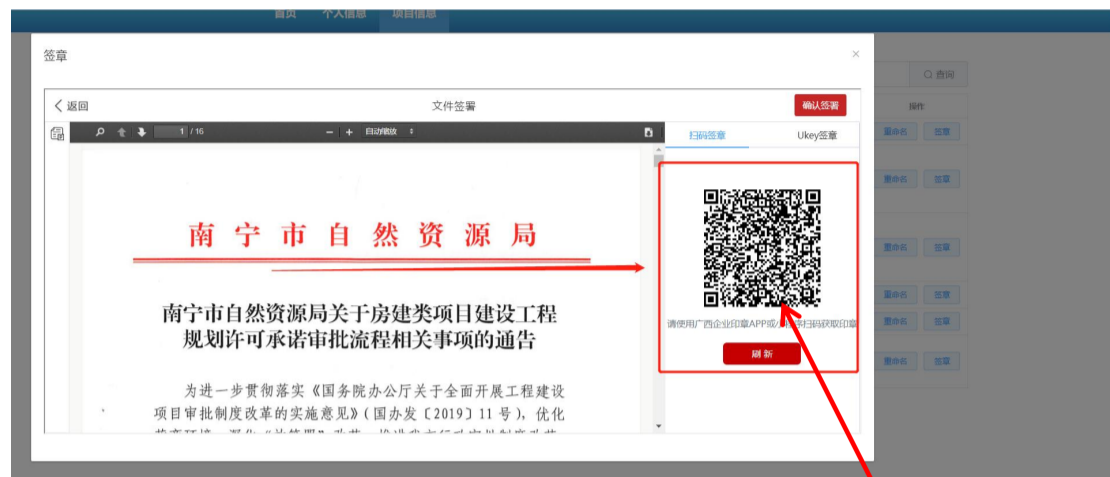 首页 个人信息 项目信息
签章 ×
查询
返回 文件签署 确认签署
操作
1 / 16 自动缩放
扫码签章 Ukey签章
重命名 签章
重命名 签章
重命名 签章
重命名 签章
重命名 签章
重命名 签章
南宁市自然资源局
南宁市自然资源局关于房建类项目建设工程
规划许可承诺审批流程相关事项的通告
请使用广西企业印章APP或小程序扫码获取印章
刷 新
为进一步贯彻落实《国务院办公厅关于全面开展工程建设
项目审批制度改革的实施意见》(国办发〔2019〕11 号),优化